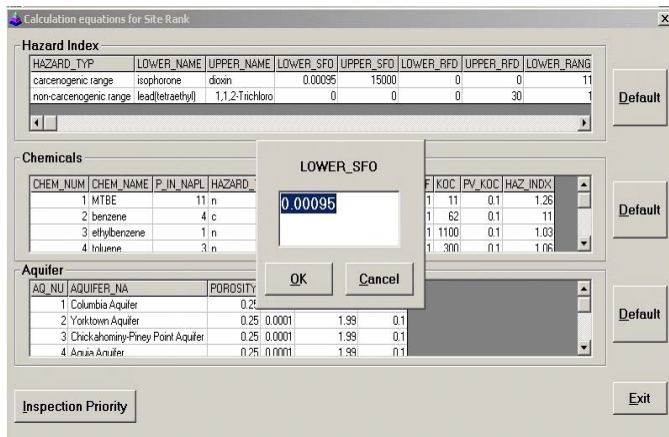 Calculation equations for Site Rank
Hazard Index
HAZARD_TYP LOWER_NAME UPPER_NAME LOWER_SFO UPPER_SFO LOWER_RFD UPPER_RFD LOWER_RANG
carcenogenic range isophorone dioxin 0.00095 15000 0 0 11
non-carcenogenic range lead(tetraethyl) 1,1,2-Trichloro 0 0 0 30 1
Default
LOWER_SFO
0.00095
OK Cancel
Chemicals
CHEM_NUM CHEM_NAME P_IN_NAPL HAZARD_ F KOC PV_KOC HAZ_INDX
1 MTBE 11 n 1 11 0.1 1.26
2 benzene 4 c 1 62 0.1 11
3 ethylbenzene 1 n 1 1100 0.1 1.03
4 toluene 3 n 1 300 0.1 1.06
Default
Aquifer
AQ_NU AQUIFER_NA POROSITY
1 Columbia Aquifer 0.25
2 Yorktown Aquifer 0.25 0.0001 1.99 0.1
3 Chickahominy-Piney Point Aquifer 0.25 0.0001 1.99 0.1
4 Aquia Aquifer 0.25 0.0001 1.99 0.1
Default
Inspection Priority
Exit